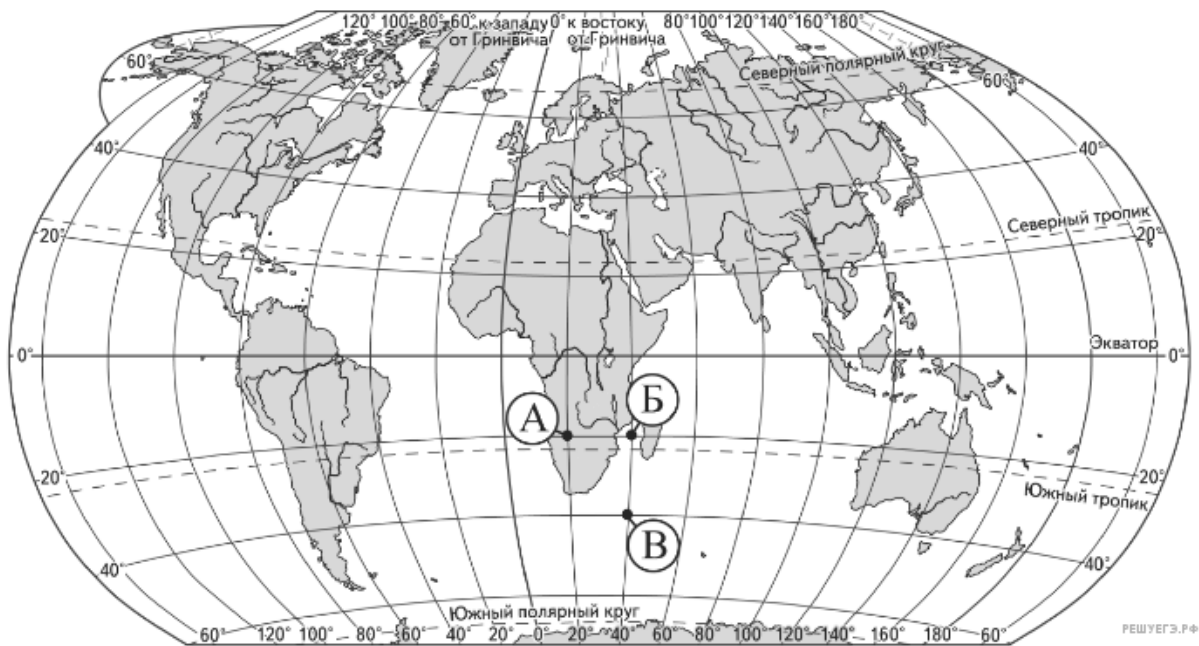 120° 100° 80° 60° к западу 0° к востоку 80° 100° 120° 140° 160° 180°
от Гринвича от Гринвича
Северный полярный круг
60° 60°
40° 40°
Северный тропик
20° 20°
Экватор
0° 0°
А Б
20° 20°
Южный тропик
В
40° 40°
Южный полярный круг
60° 120° 100° 80° 60° 40° 20° 0° 20° 40° 60° 80° 120° 140° 160° 180° 60°
РЕШУЕГЭ.РФ